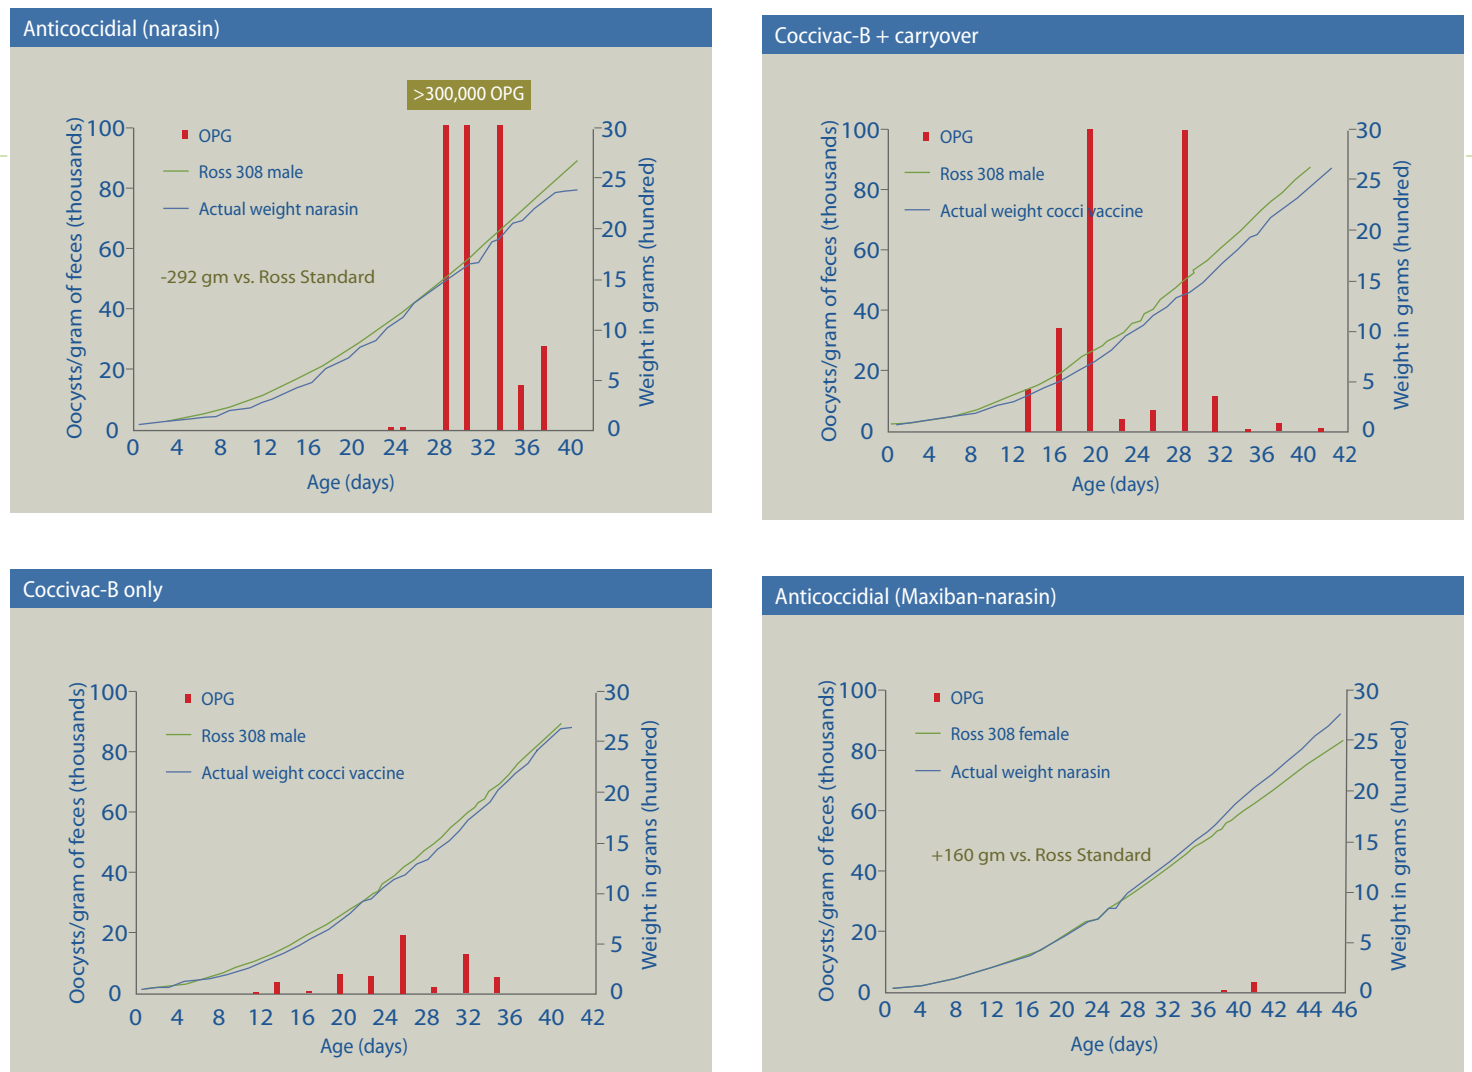 Anticoccidial (narasin)
>300,000 OPG
Oocysts/gram of feces (thousands)
100
80
60
40
20
0
OPG
Ross 308 male
Actual weight narasin
-292 gm vs. Ross Standard
30
25
20
15
10
5
0
Weight in grams (hundred)
0 4 8 12 16 20 24 28 32 36 40
Age (days)
Coccivac-B + carryover
Oocysts/gram of feces (thousands)
100
80
60
40
20
0
OPG
Ross 308 male
Actual weight cocci vaccine
30
25
20
15
10
5
0
Weight in grams (hundred)
0 4 8 12 16 20 24 28 32 36 40 42
Age (days)
Coccivac-B only
Oocysts/gram of feces (thousands)
100
80
60
40
20
0
OPG
Ross 308 male
Actual weight cocci vaccine
30
25
20
15
10
5
0
Weight in grams (hundred)
0 4 8 12 16 20 24 28 32 36 40 42
Age (days)
Anticoccidial (Maxiban-narasin)
Oocysts/gram of feces (thousands)
100
80
60
40
20
0
OPG
Ross 308 female
Actual weight narasin
+160 gm vs. Ross Standard
30
25
20
15
10
5
0
Weight in grams (hundred)
0 4 8 12 16 20 24 28 32 36 40 42 44 46
Age (days)